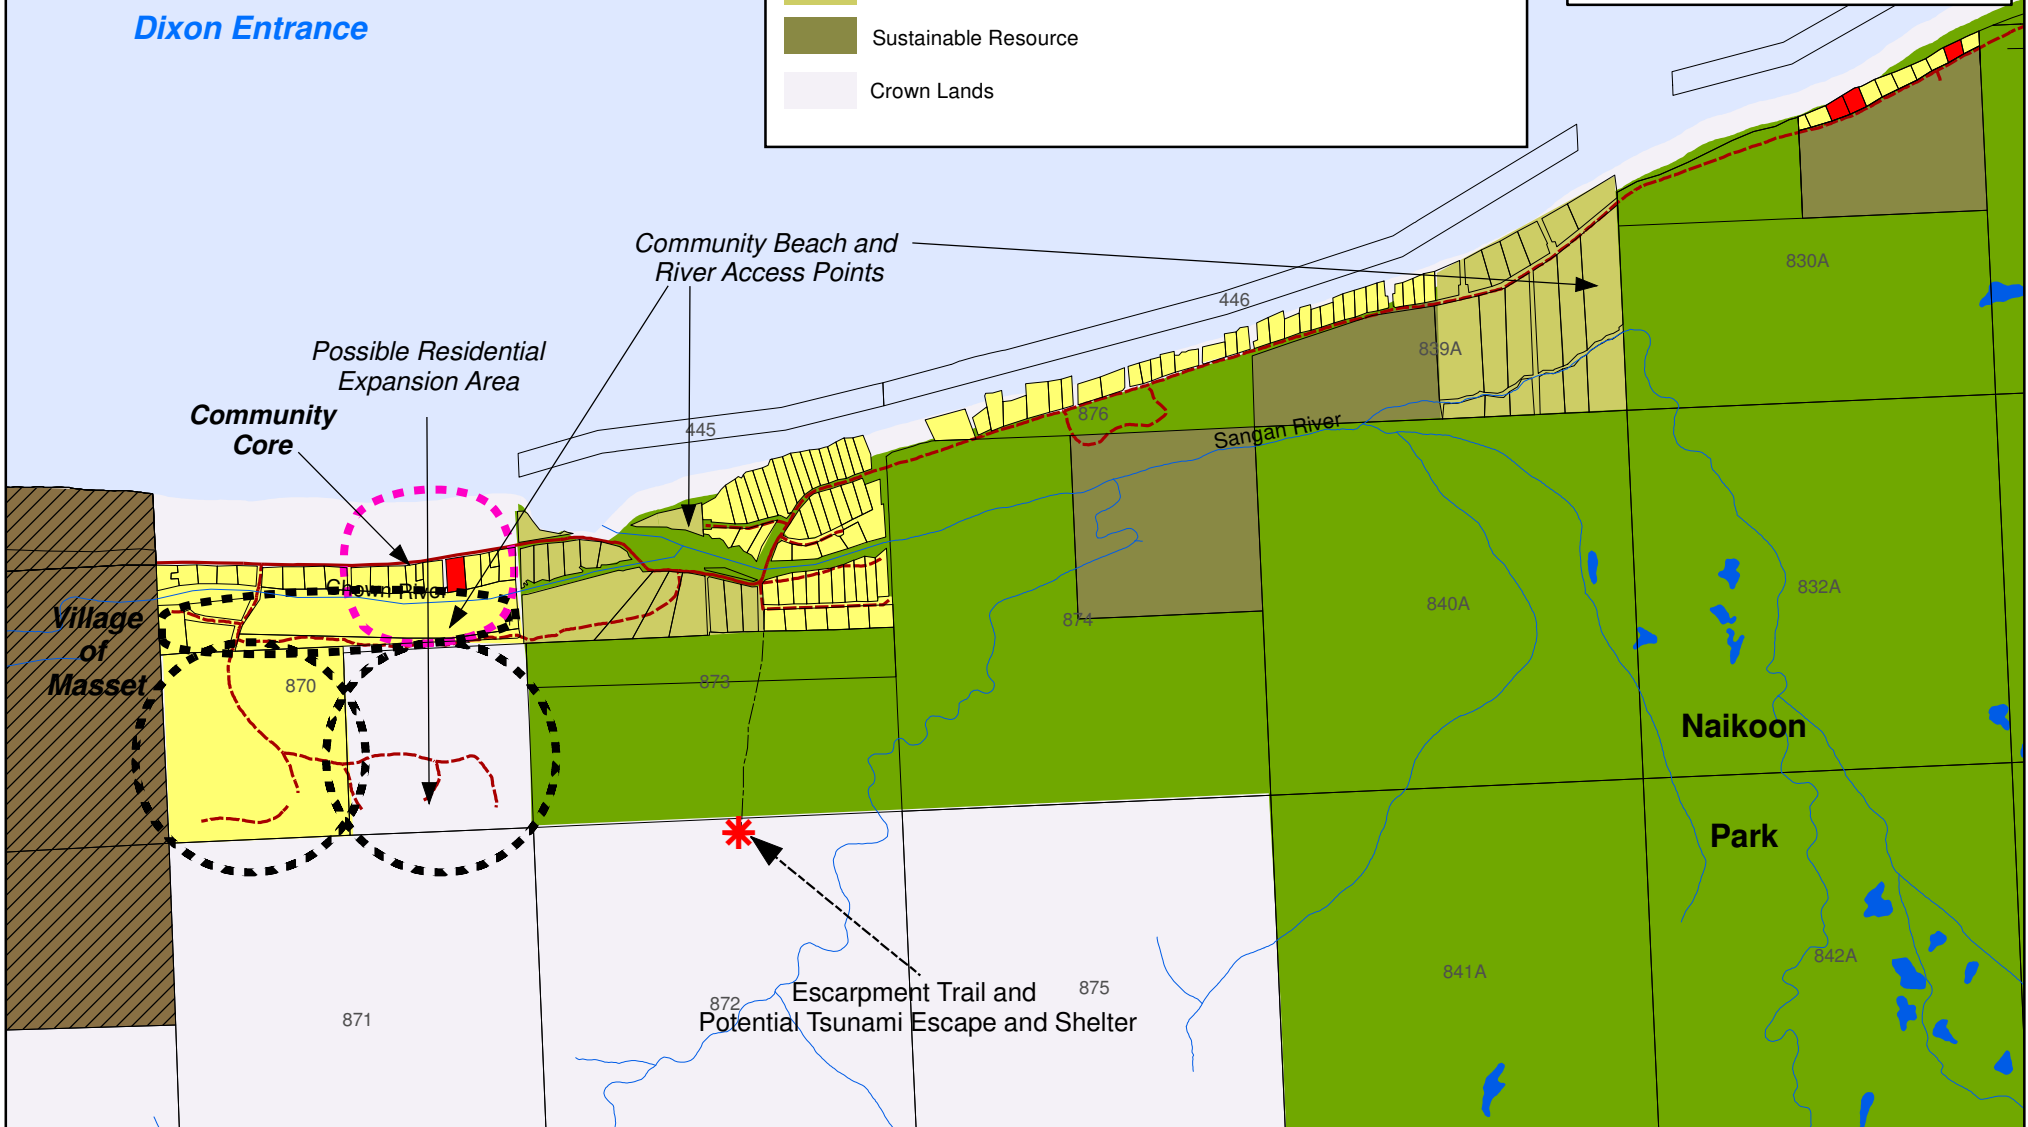 Dixon Entrance
Sustainable Resource
Crown Lands
Community Beach and
River Access Points
830A
446
Possible Residential
Expansion Area
839A
Community
Core
876
445
Sangan River
Chown River
Village
of
Masset
840A
832A
874
870
873
Naikoon
Park
842A
841A
875
872
Escarpment Trail and
Potential Tsunami Escape and Shelter
871